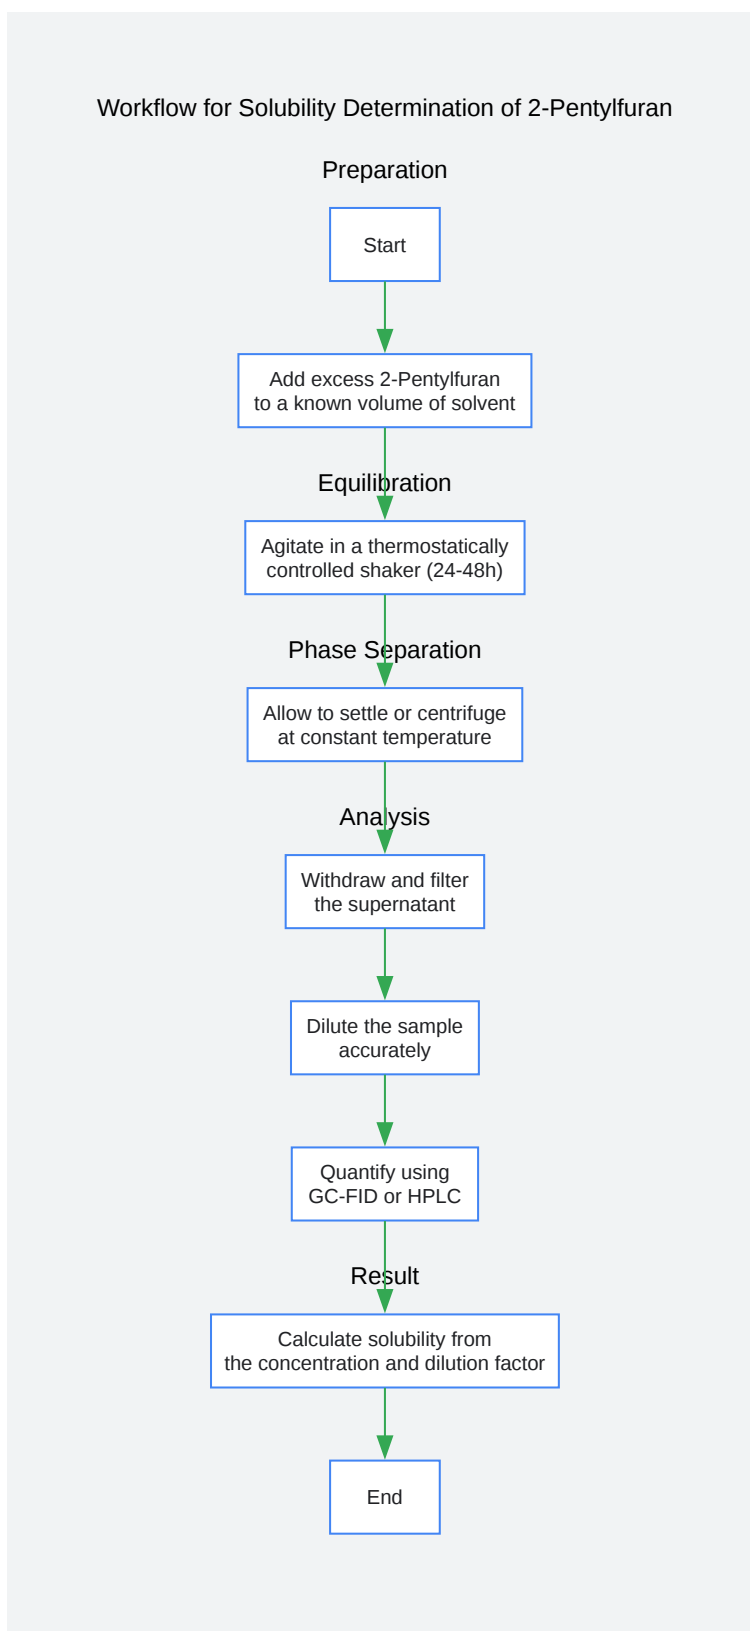 Workflow for Solubility Determination of 2-Pentylfuran
Preparation
Start
Add excess 2-Pentylfuran
to a known volume of solvent
Equilibration
Agitate in a thermostatically
controlled shaker (24-48h)
Phase Separation
Allow to settle or centrifuge
at constant temperature
Analysis
Withdraw and filter
the supernatant
Dilute the sample
accurately
Quantify using
GC-FID or HPLC
Result
Calculate solubility from
the concentration and dilution factor
End